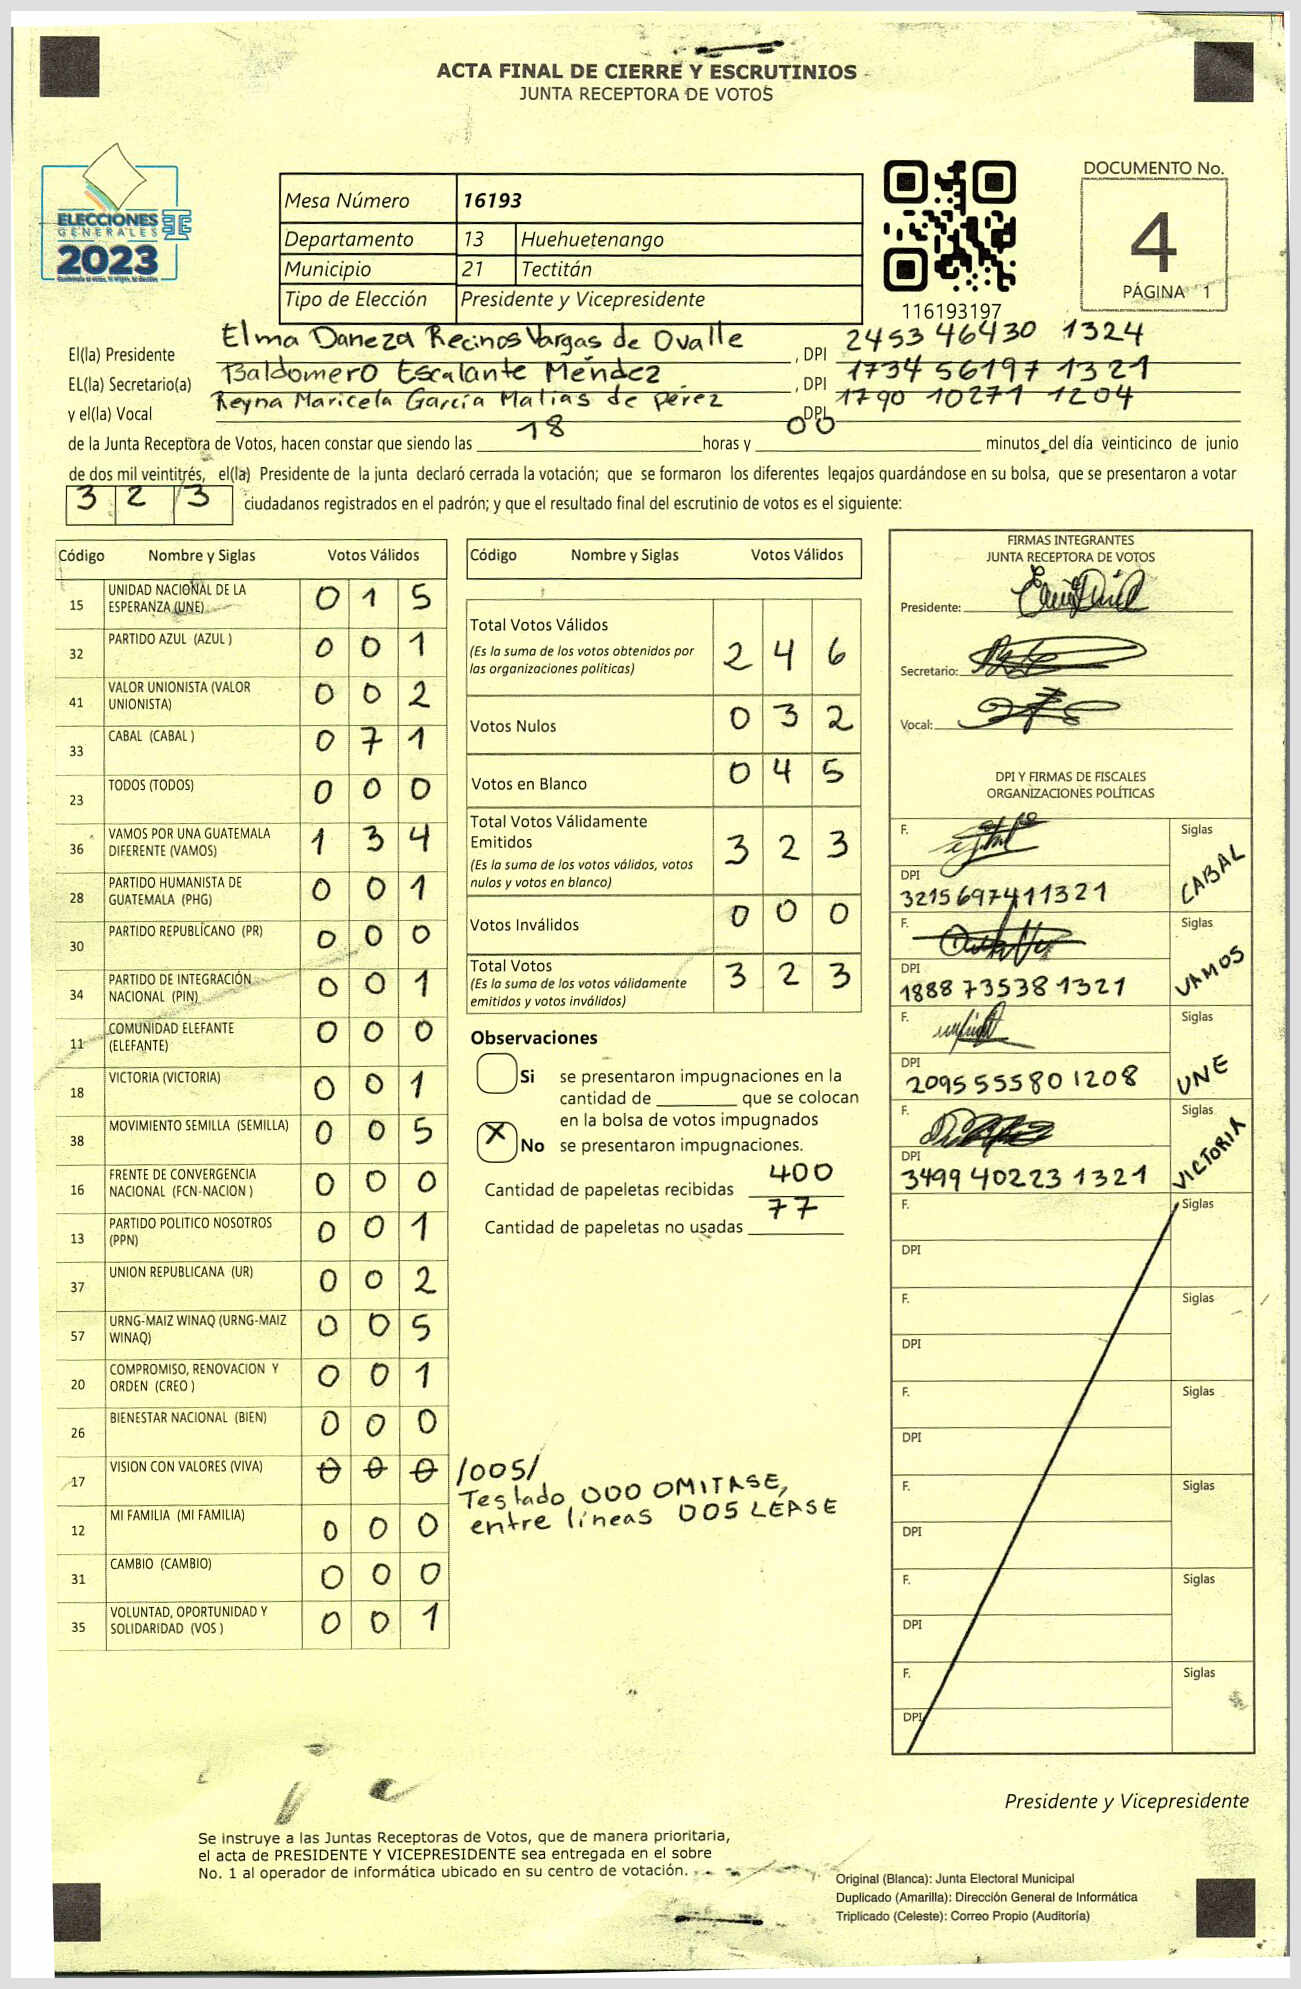 ACTA FINAL DE CIERRE Y ESCRUTINIOS
JUNTA RECEPTORA DE VOTOS
ELECCIONES
GENERALES
2023
TSE
DOCUMENTO No.
4
PÁGINA 1
Mesa Número 16193
Departamento 13 Huehuetenango
Municipio 21 Tectitán
Tipo de Elección Presidente y Vicepresidente
116193197
El(la) Presidente Elma Daneza Recinos Vargas de Ovalle , DPI 2453 46430 1324
EL(la) Secretario(a) Baldomero Escalante Méndez , DPI 1734 56197 1321
y el(la) Vocal Reyna Maricela García Matías de perez DPI 1790 10271 1204
de la Junta Receptora de Votos, hacen constar que siendo las 18 horas y 00 minutos del día veinticinco de junio
de dos mil veintitrés, el(la) Presidente de la junta declaró cerrada la votación; que se formaron los diferentes legajos quardándose en su bolsa, que se presentaron a votar
3 2 3 ciudadanos registrados en el padrón; y que el resultado final del escrutinio de votos es el siguiente:
Código Nombre y Siglas Votos Válidos
15 UNIDAD NACIONAL DE LA ESPERANZA (UNE) 0 1 5
32 PARTIDO AZUL (AZUL ) 0 0 1
41 VALOR UNIONISTA (VALOR UNIONISTA) 0 0 2
33 CABAL (CABAL ) 0 7 1
23 TODOS (TODOS) 0 0 0
36 VAMOS POR UNA GUATEMALA DIFERENTE (VAMOS) 1 3 4
28 PARTIDO HUMANISTA DE GUATEMALA (PHG) 0 0 1
30 PARTIDO REPUBLICANO (PR) 0 0 0
34 PARTIDO DE INTEGRACIÓN NACIONAL (PIN) 0 0 1
11 COMUNIDAD ELEFANTE (ELEFANTE) 0 0 0
18 VICTORIA (VICTORIA) 0 0 1
38 MOVIMIENTO SEMILLA (SEMILLA) 0 0 5
16 FRENTE DE CONVERGENCIA NACIONAL (FCN-NACION ) 0 0 0
13 PARTIDO POLITICO NOSOTROS (PPN) 0 0 1
37 UNION REPUBLICANA (UR) 0 0 2
57 URNG-MAIZ WINAQ (URNG-MAIZ WINAQ) 0 0 5
20 COMPROMISO, RENOVACION Y ORDEN (CREO ) 0 0 1
26 BIENESTAR NACIONAL (BIEN) 0 0 0
17 VISION CON VALORES (VIVA) 0 0 0 /005/
Testado 000 OMITASE,
entre líneas 005 LEASE
12 MI FAMILIA (MI FAMILIA) 0 0 0
31 CAMBIO (CAMBIO) 0 0 0
35 VOLUNTAD, OPORTUNIDAD Y SOLIDARIDAD (VOS ) 0 0 1
Código Nombre y Siglas Votos Válidos
Total Votos Válidos 2 4 6
(Es la suma de los votos obtenidos por
las organizaciones políticas)
Votos Nulos 0 3 2
Votos en Blanco 0 4 5
Total Votos Válidamente
Emitidos 3 2 3
(Es la suma de los votos válidos, votos
nulos y votos en blanco)
Votos Inválidos 0 0 0
Total Votos 3 2 3
(Es la suma de los votos válidamente
emitidos y votos inválidos)
Observaciones
Si se presentaron impugnaciones en la
cantidad de ________ que se colocan
en la bolsa de votos impugnados
X No se presentaron impugnaciones.
Cantidad de papeletas recibidas 400
Cantidad de papeletas no usadas 77
FIRMAS INTEGRANTES
JUNTA RECEPTORA DE VOTOS
Presidente:
Secretario:
Vocal:
DPI Y FIRMAS DE FISCALES
ORGANIZACIONES POLÍTICAS
F. Siglas CABAL
DPI 3215697411321
F. Siglas VAMOS
DPI 1888 73538 1321
F. Siglas UNE
DPI 2095 55580 1208
F. Siglas VICTORIA
DPI 3499 40223 1321
F. Siglas
DPI
F. Siglas
DPI
F. Siglas
DPI
F. Siglas
DPI
F. Siglas
DPI
F. Siglas
DPI
Presidente y Vicepresidente
Se instruye a las Juntas Receptoras de Votos, que de manera prioritaria,
el acta de PRESIDENTE Y VICEPRESIDENTE sea entregada en el sobre
No. 1 al operador de informática ubicado en su centro de votación.
Original (Blanca): Junta Electoral Municipal
Duplicado (Amarilla): Dirección General de Informática
Triplicado (Celeste): Correo Propio (Auditoría)